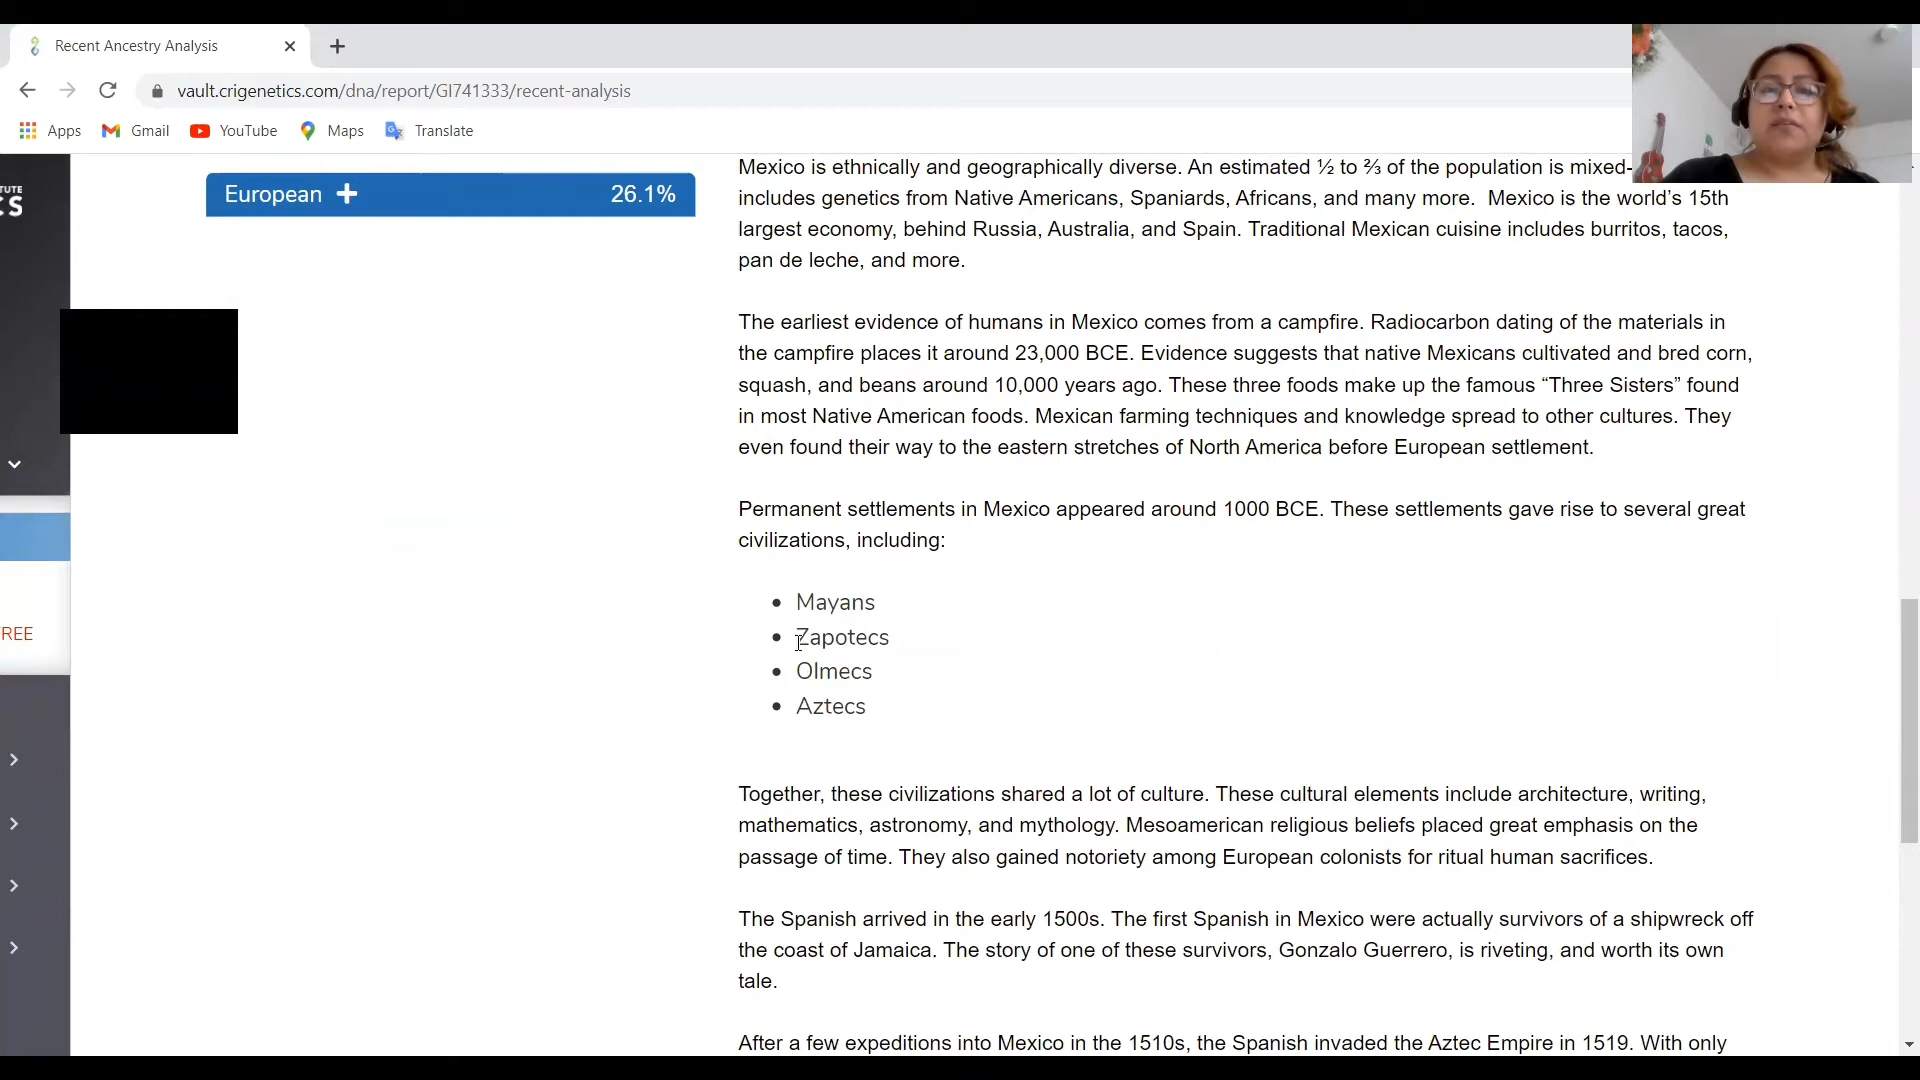 Recent Ancestry Analysis
vault.crigenetics.com/dna/report/GI741333/recent-analysis
Apps Gmail YouTube Maps Translate
TUTE
CS
European + 26.1%
REE
Mexico is ethnically and geographically diverse. An estimated ½ to ⅔ of the population is mixed-
includes genetics from Native Americans, Spaniards, Africans, and many more. Mexico is the world’s 15th
largest economy, behind Russia, Australia, and Spain. Traditional Mexican cuisine includes burritos, tacos,
pan de leche, and more.
The earliest evidence of humans in Mexico comes from a campfire. Radiocarbon dating of the materials in
the campfire places it around 23,000 BCE. Evidence suggests that native Mexicans cultivated and bred corn,
squash, and beans around 10,000 years ago. These three foods make up the famous “Three Sisters” found
in most Native American foods. Mexican farming techniques and knowledge spread to other cultures. They
even found their way to the eastern stretches of North America before European settlement.
Permanent settlements in Mexico appeared around 1000 BCE. These settlements gave rise to several great
civilizations, including:
• Mayans
• Zapotecs
• Olmecs
• Aztecs
Together, these civilizations shared a lot of culture. These cultural elements include architecture, writing,
mathematics, astronomy, and mythology. Mesoamerican religious beliefs placed great emphasis on the
passage of time. They also gained notoriety among European colonists for ritual human sacrifices.
The Spanish arrived in the early 1500s. The first Spanish in Mexico were actually survivors of a shipwreck off
the coast of Jamaica. The story of one of these survivors, Gonzalo Guerrero, is riveting, and worth its own
tale.
After a few expeditions into Mexico in the 1510s, the Spanish invaded the Aztec Empire in 1519. With only